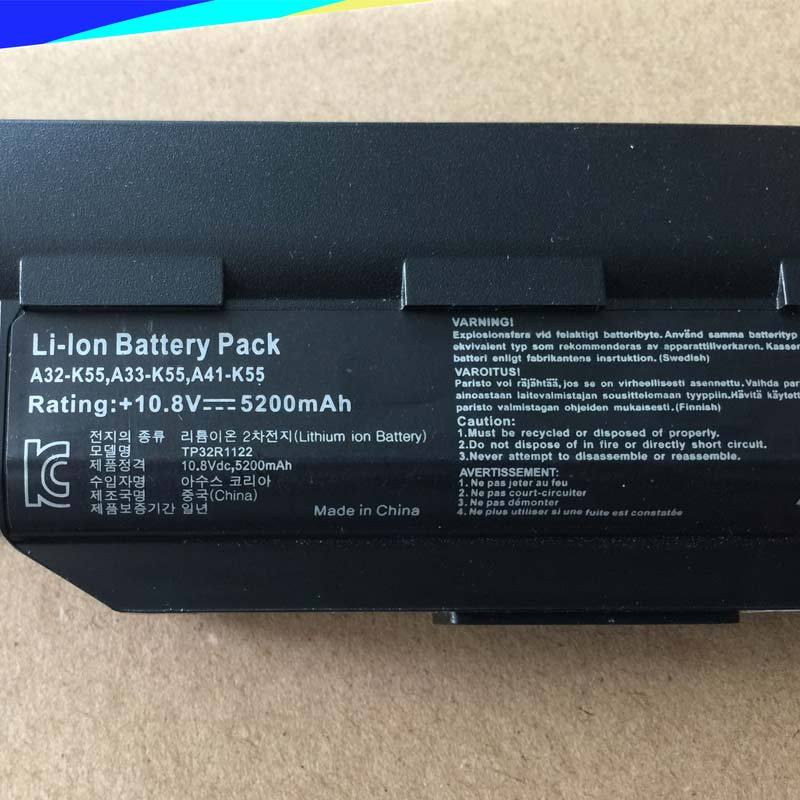 Li-Ion Battery Pack
A32-K55,A33-K55,A41-K55
Rating:+10.8V⎓5200mAh
전지의 종류 리튬이온 2차전지(Lithium ion Battery)
모델명 TP32R1122
제품정격 10.8Vdc,5200mAh
수입자명 아수스 코리아
제조국명 중국(China)
제품보증기간 일년
Made in China
VARNING!
Explosionsfara vid felaktigt batteribyte. Använd samma batterityp
ekvivalent typ som rekommenderas av apparattiliverkaren. Kassera
batteri enligt fabrikantens insrtuktion. (Swedish)
VAROITUS!
Paristo voi räjähtää, jos se on virheellisesti asennettu. Vaihda
ainoastaan laitevalmistajan sousittelemaan tyyppiin. Hävitä
paristo valmistagan ohjeiden mukaisesti. (Finnish)
Caution:
1.Must be recycled or disposed of properly.
2.Do not dispose of in fire or directly short circuit.
3.Never attempt to disassemble or disassembling.
AVERTISSEMENT:
1. Ne pas jeter au feu
2. Ne pas court-circuiter
3. Ne pas démonter
4. Ne plus utiliser si une fuite est constatée